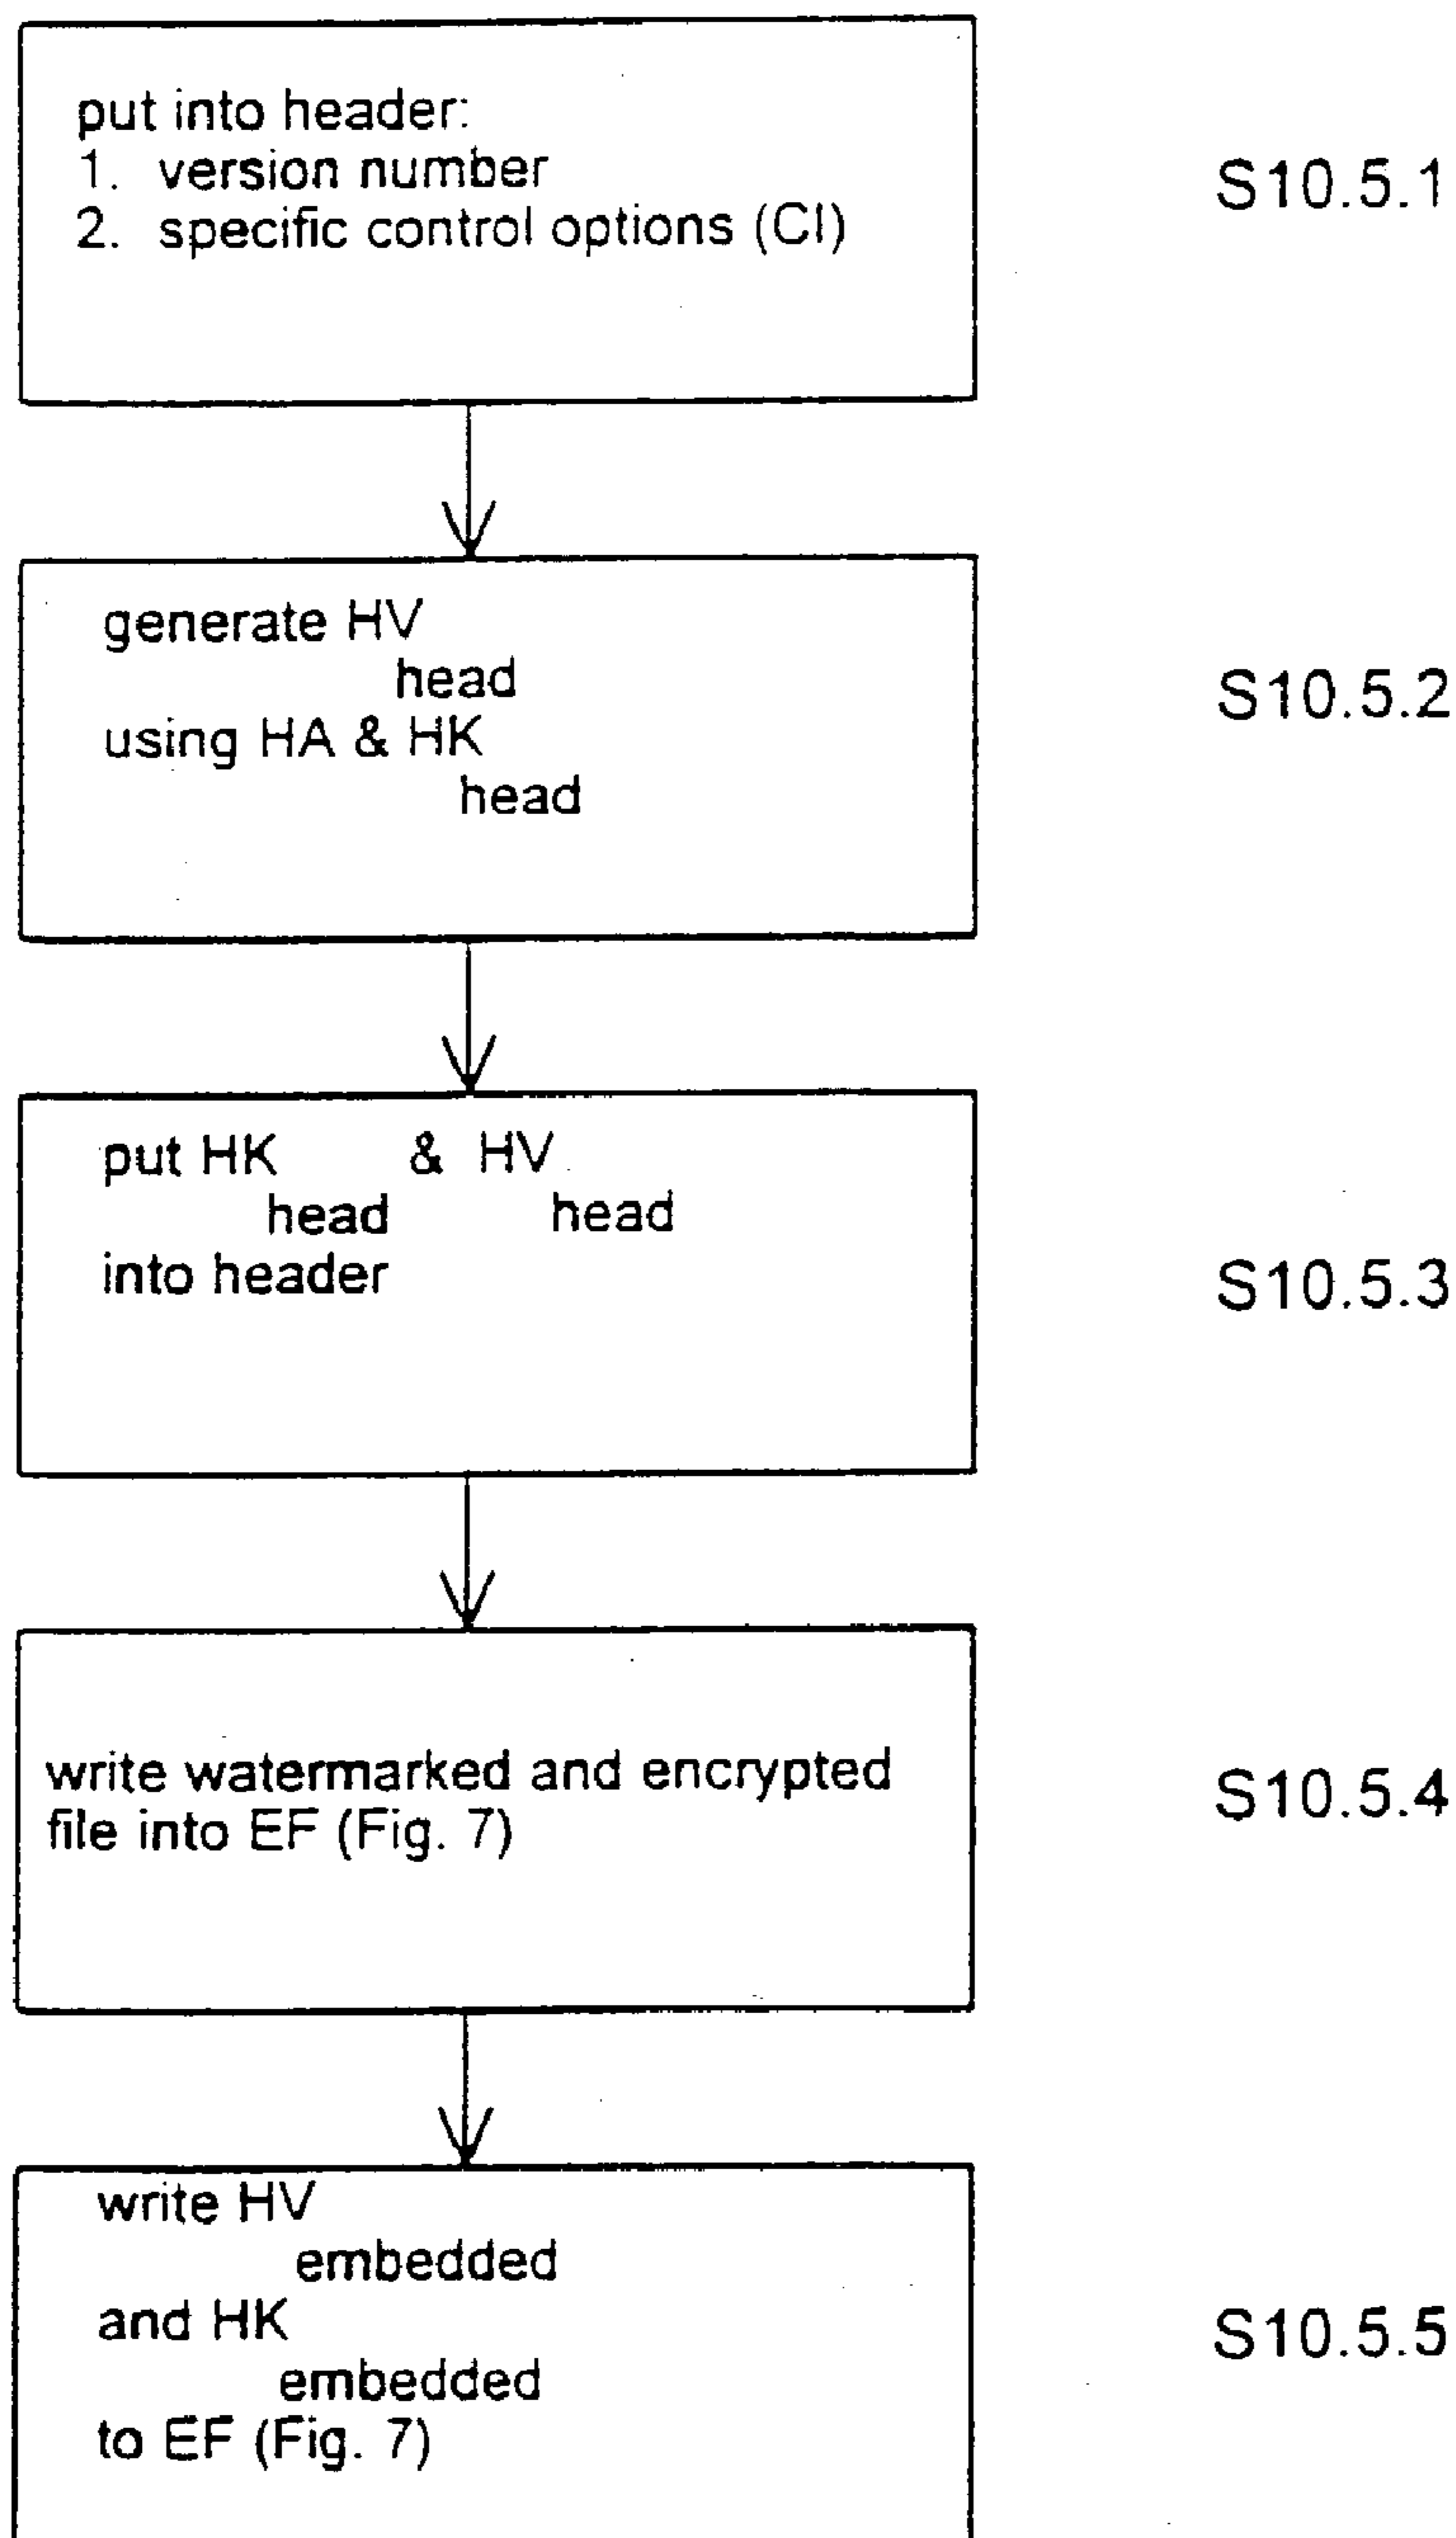 put into header:
1. version number
2. specific control options (CI)
S10.5.1
generate HV
head
using HA & HK
head
S10.5.2
put HK & HV
head head
into header
S10.5.3
write watermarked and encrypted
file into EF (Fig. 7)
S10.5.4
write HV
embedded
and HK
embedded
to EF (Fig. 7)
S10.5.5